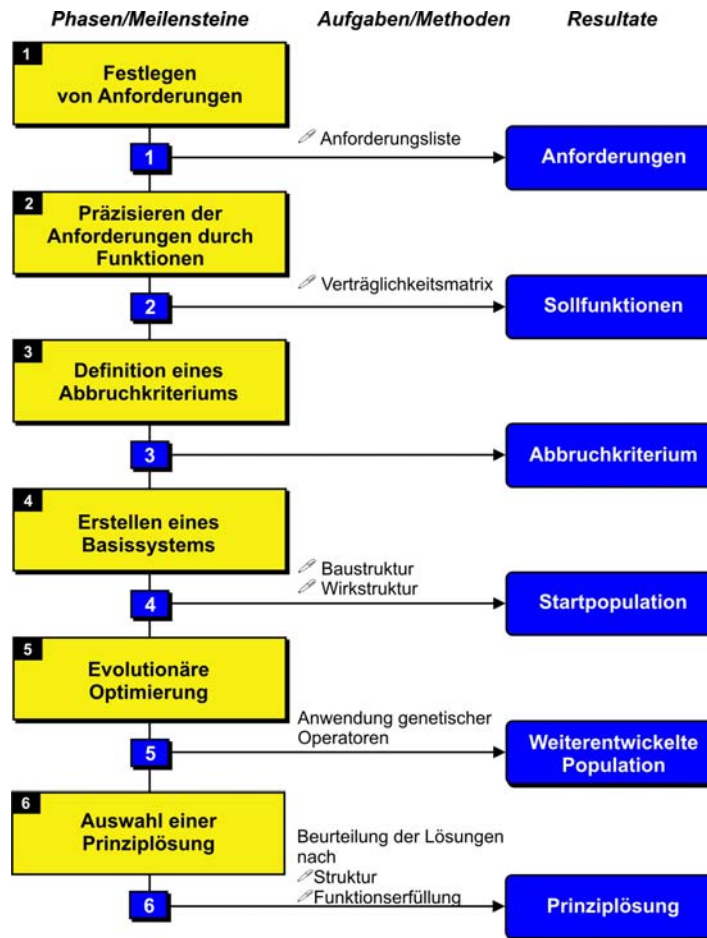 Phasen/Meilensteine Aufgaben/Methoden Resultate
1
Festlegen
von Anforderungen
1
Anforderungsliste
Anforderungen
2
Präzisieren der
Anforderungen durch
Funktionen
2
Verträglichkeitsmatrix
Sollfunktionen
3
Definition eines
Abbruchkriteriums
3
Abbruchkriterium
4
Erstellen eines
Basissystems
4
Baustruktur
Wirkstruktur
Startpopulation
5
Evolutionäre
Optimierung
5
Anwendung genetischer
Operatoren
Weiterentwickelte
Population
6
Auswahl einer
Prinziplösung
6
Beurteilung der Lösungen
nach
Struktur
Funktionserfüllung
Prinziplösung